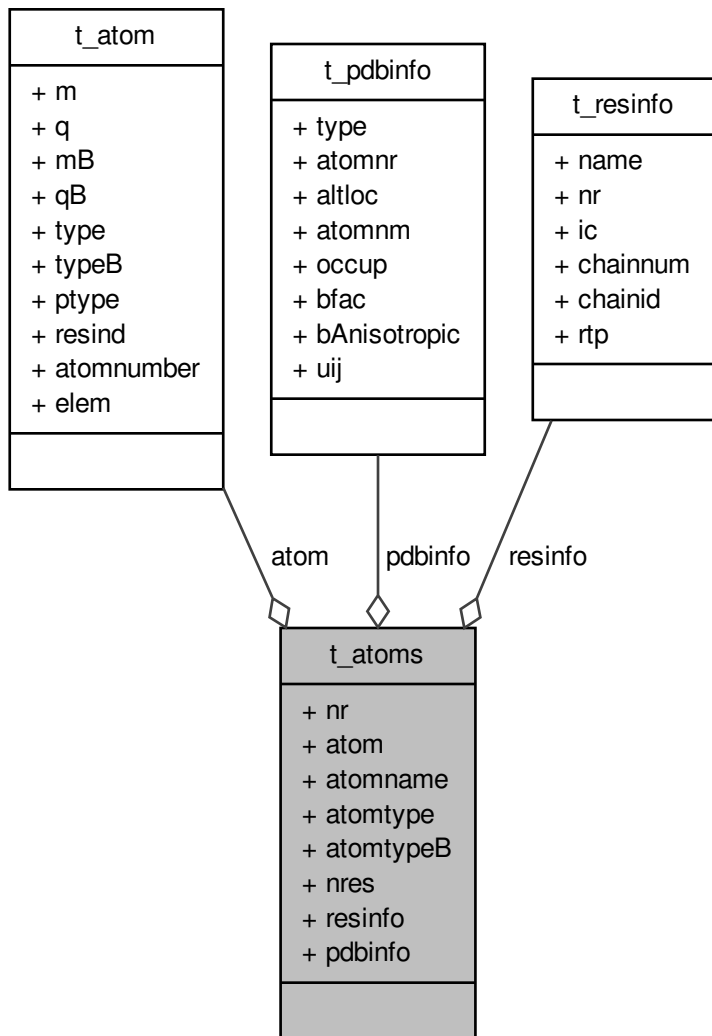 t_atom
+ m
+ q
+ mB
+ qB
+ type
+ typeB
+ ptype
+ resind
+ atomnumber
+ elem
t_pdbinfo
+ type
+ atomnr
+ altloc
+ atomnm
+ occup
+ bfac
+ bAnisotropic
+ uij
t_resinfo
+ name
+ nr
+ ic
+ chainnum
+ chainid
+ rtp
atom
pdbinfo
resinfo
t_atoms
+ nr
+ atom
+ atomname
+ atomtype
+ atomtypeB
+ nres
+ resinfo
+ pdbinfo